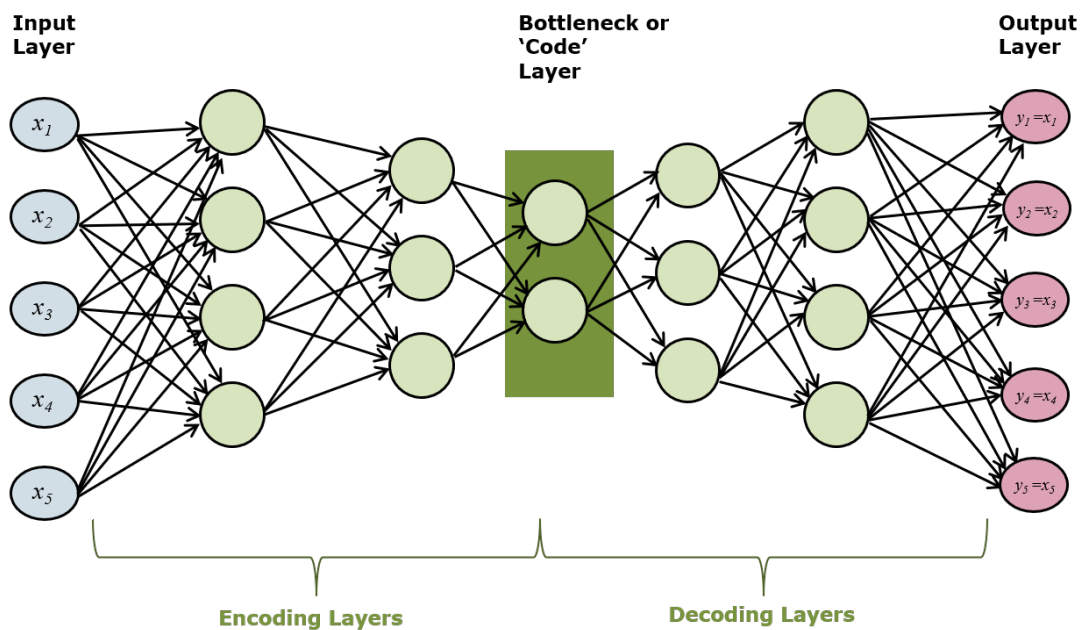 Input
Layer
Bottleneck or
‘Code’
Layer
Output
Layer
x1
x2
x3
x4
x5
y1 =x1
y2 =x2
y3 =x3
y4 =x4
y5 =x5
Encoding Layers
Decoding Layers